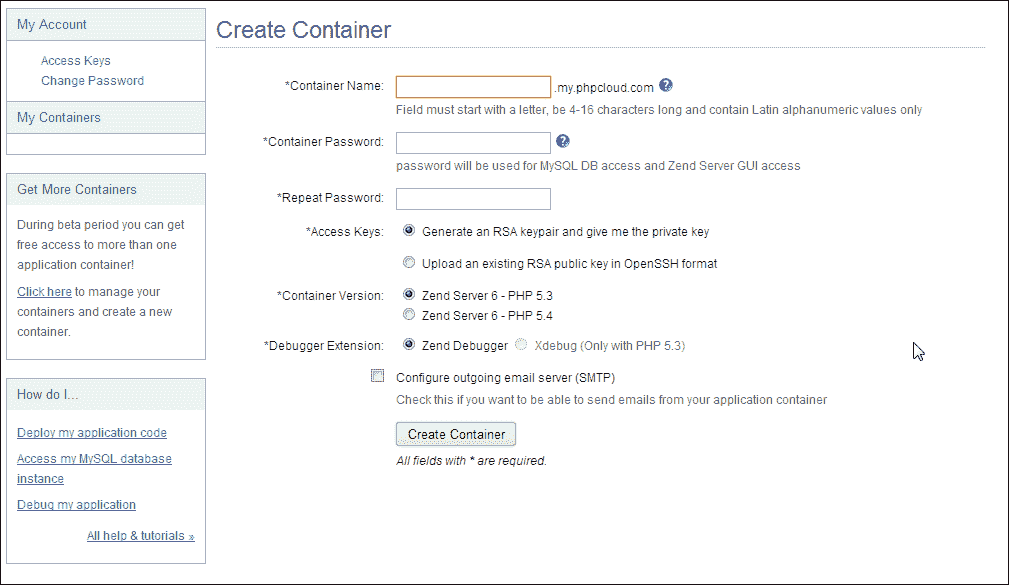 My Account
Access Keys
Change Password
My Containers
Get More Containers
During beta period you can get
free access to more than one
application container!
Click here to manage your
containers and create a new
container.
How do I...
Deploy my application code
Access my MySQL database
instance
Debug my application
All help & tutorials »
Create Container
*Container Name: .my.phpcloud.com ?
Field must start with a letter, be 4-16 characters long and contain Latin alphanumeric values only
*Container Password: ?
password will be used for MySQL DB access and Zend Server GUI access
*Repeat Password:
*Access Keys: Generate an RSA keypair and give me the private key
Upload an existing RSA public key in OpenSSH format
*Container Version: Zend Server 6 - PHP 5.3
Zend Server 6 - PHP 5.4
*Debugger Extension: Zend Debugger Xdebug (Only with PHP 5.3)
Configure outgoing email server (SMTP)
Check this if you want to be able to send emails from your application container
Create Container
All fields with * are required.